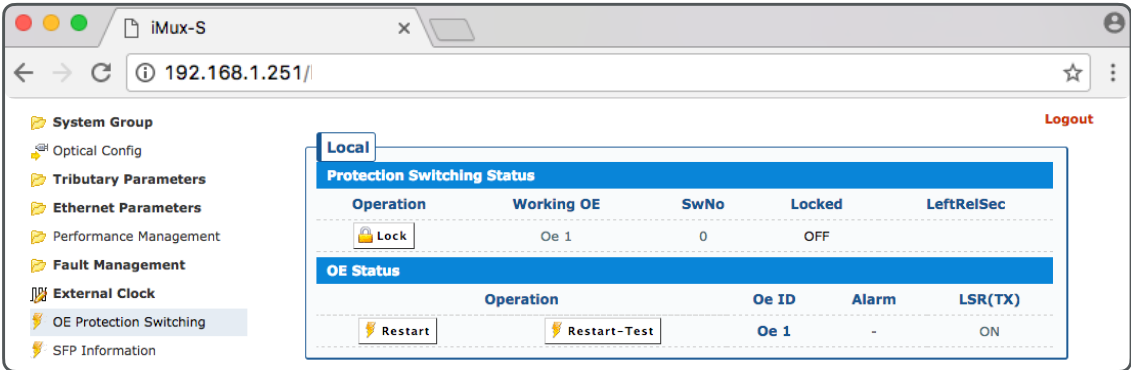 iMux-S
192.168.1.251/
Logout
System Group
Optical Config
Tributary Parameters
Ethernet Parameters
Performance Management
Fault Management
External Clock
OE Protection Switching
SFP Information
Local
Protection Switching Status
Operation Working OE SwNo Locked LeftRelSec
Lock Oe 1 0 OFF
OE Status
Operation Oe ID Alarm LSR(TX)
Restart Restart-Test Oe 1 - ON